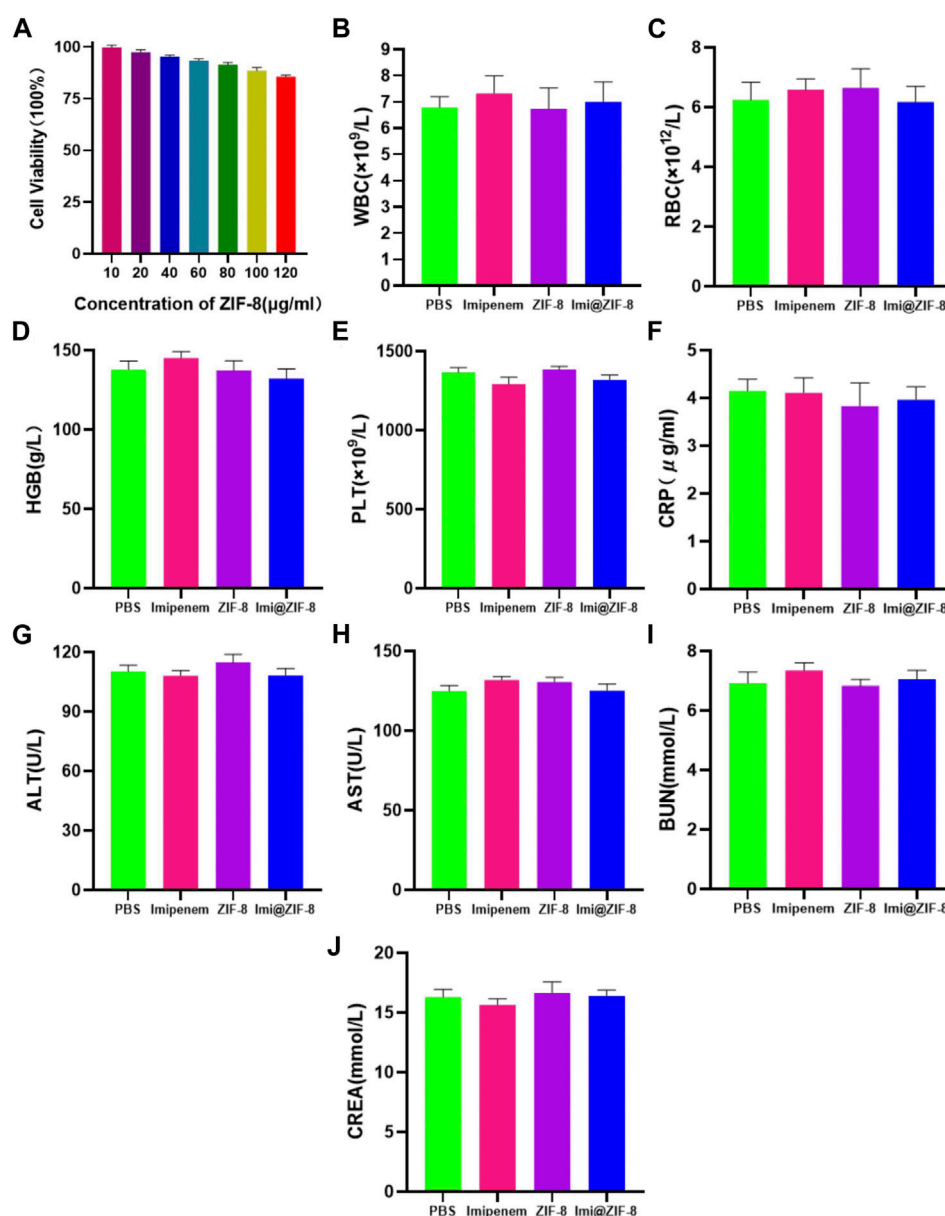 A
Cell Viability（100%）
100
75
50
25
0
10 20 40 60 80 100 120
Concentration of ZIF-8(μg/ml）
B
WBC(×10⁹/L)
9
8
7
6
5
4
3
2
1
0
PBS Imipenem ZIF-8 Imi@ZIF-8
C
RBC(×10¹²/L)
8
6
4
2
0
PBS Imipenem ZIF-8 Imi@ZIF-8
D
HGB(g/L）
150
100
50
0
PBS Imipenem ZIF-8 Imi@ZIF-8
E
PLT(×10⁹/L)
1500
1000
500
0
PBS Imipenem ZIF-8 Imi@ZIF-8
F
CRP（μg/ml)
5
4
3
2
1
0
PBS Imipenem ZIF-8 Imi@ZIF-8
G
ALT(U/L)
120
90
60
30
0
PBS Imipenem ZIF-8 Imi@ZIF-8
H
AST(U/L)
150
100
50
0
PBS Imipenem ZIF-8 Imi@ZIF-8
I
BUN(mmol/L)
8
6
4
2
0
PBS Imipenem ZIF-8 Imi@ZIF-8
J
CREA(mmol/L)
20
15
10
5
0
PBS Imipenem ZIF-8 Imi@ZIF-8